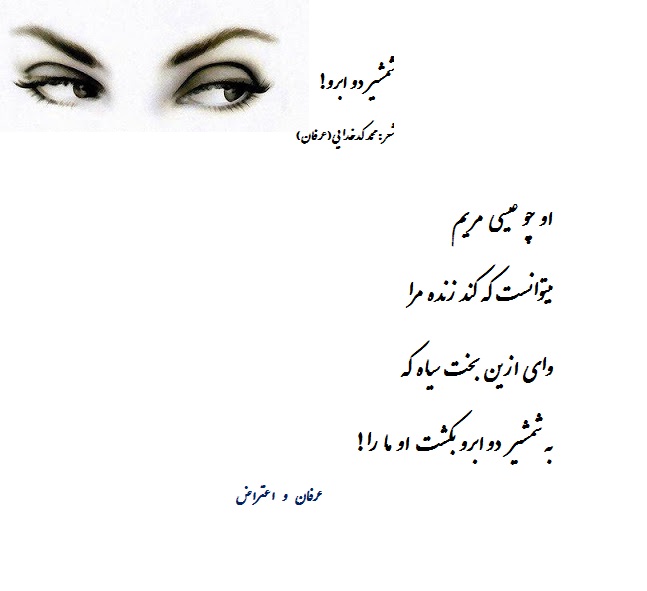 شمشیر دو ابرو!
شعر: محمد کدخدایی (عرفان)
او چو عیسی مریم
میتوانست که کند زنده مرا
وای ازین بخت سیاه که
به شمشیر دو ابرو بکشت او ما را!
عرفان و اعتراض